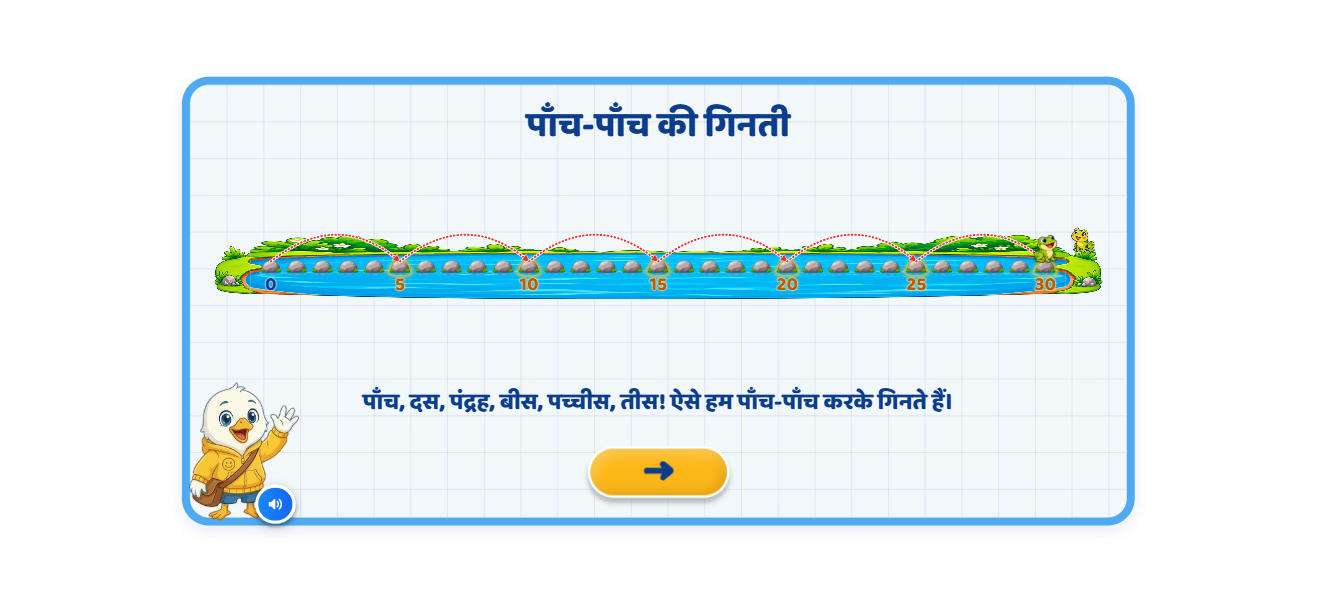 पाँच-पाँच की गिनती
0 5 10 15 20 25 30
पाँच, दस, पंद्रह, बीस, पच्चीस, तीस! ऐसे हम पाँच-पाँच करके गिनते हैं।